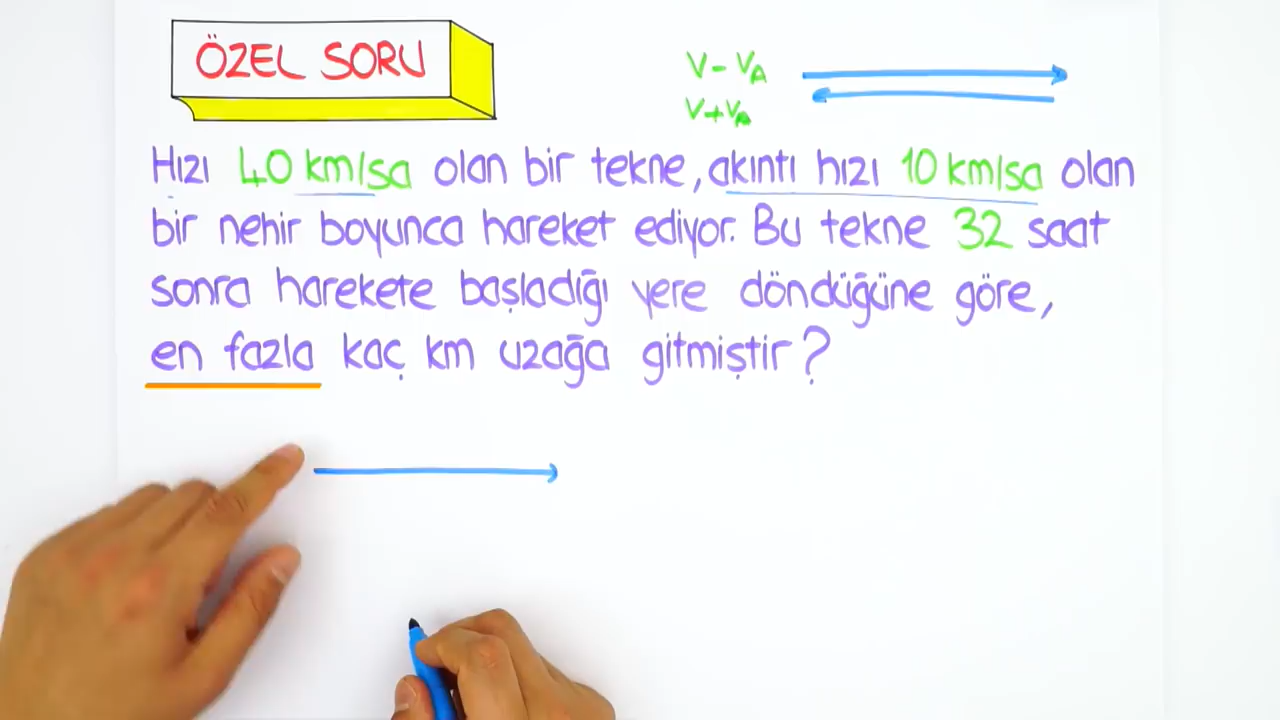 ÖZEL SORU
V - VA
V + VA
Hızı 40 km/sa olan bir tekne, akıntı hızı 10 km/sa olan
bir nehir boyunca hareket ediyor. Bu tekne 32 saat
sonra harekete başladığı yere döndüğüne göre,
en fazla kaç km uzağa gitmiştir?